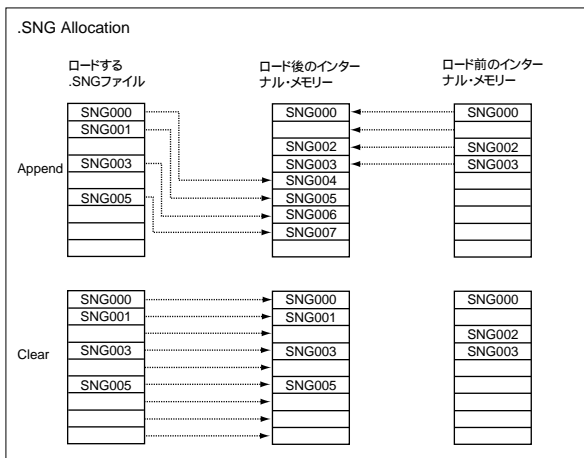 .SNG Allocation
ロードする
.SNGファイル
ロード後のインター
ナル・メモリー
ロード前のインター
ナル・メモリー
Append
SNG000
SNG001
SNG003
SNG005
SNG000
SNG002
SNG003
SNG004
SNG005
SNG006
SNG007
SNG000
SNG002
SNG003
Clear
SNG000
SNG001
SNG003
SNG005
SNG000
SNG001
SNG003
SNG005
SNG000
SNG002
SNG003